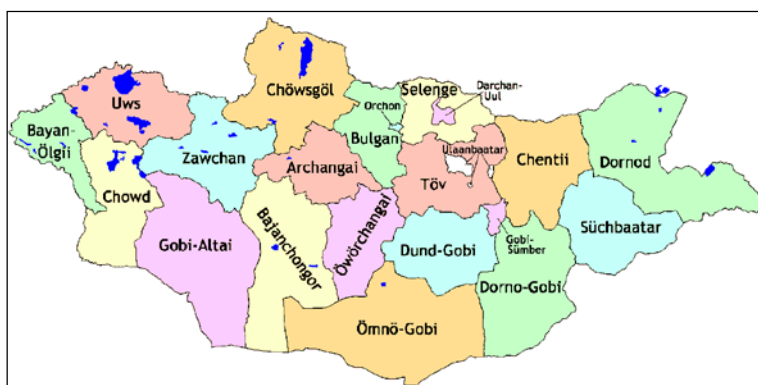 Uws
Chöwsgöl
Selenge
Darchan-
Uul
Orchon
Bayan-
Ölgii
Zawchan
Bulgan
Ulaanbaatar
Chentii
Dornod
Archangai
Chowd
Töv
Gobi-Altai
Bajanchongor
Öwörchangai
Dund-Gobi
Gobi-
Sümber
Süchbaatar
Dorno-Gobi
Ömnö-Gobi